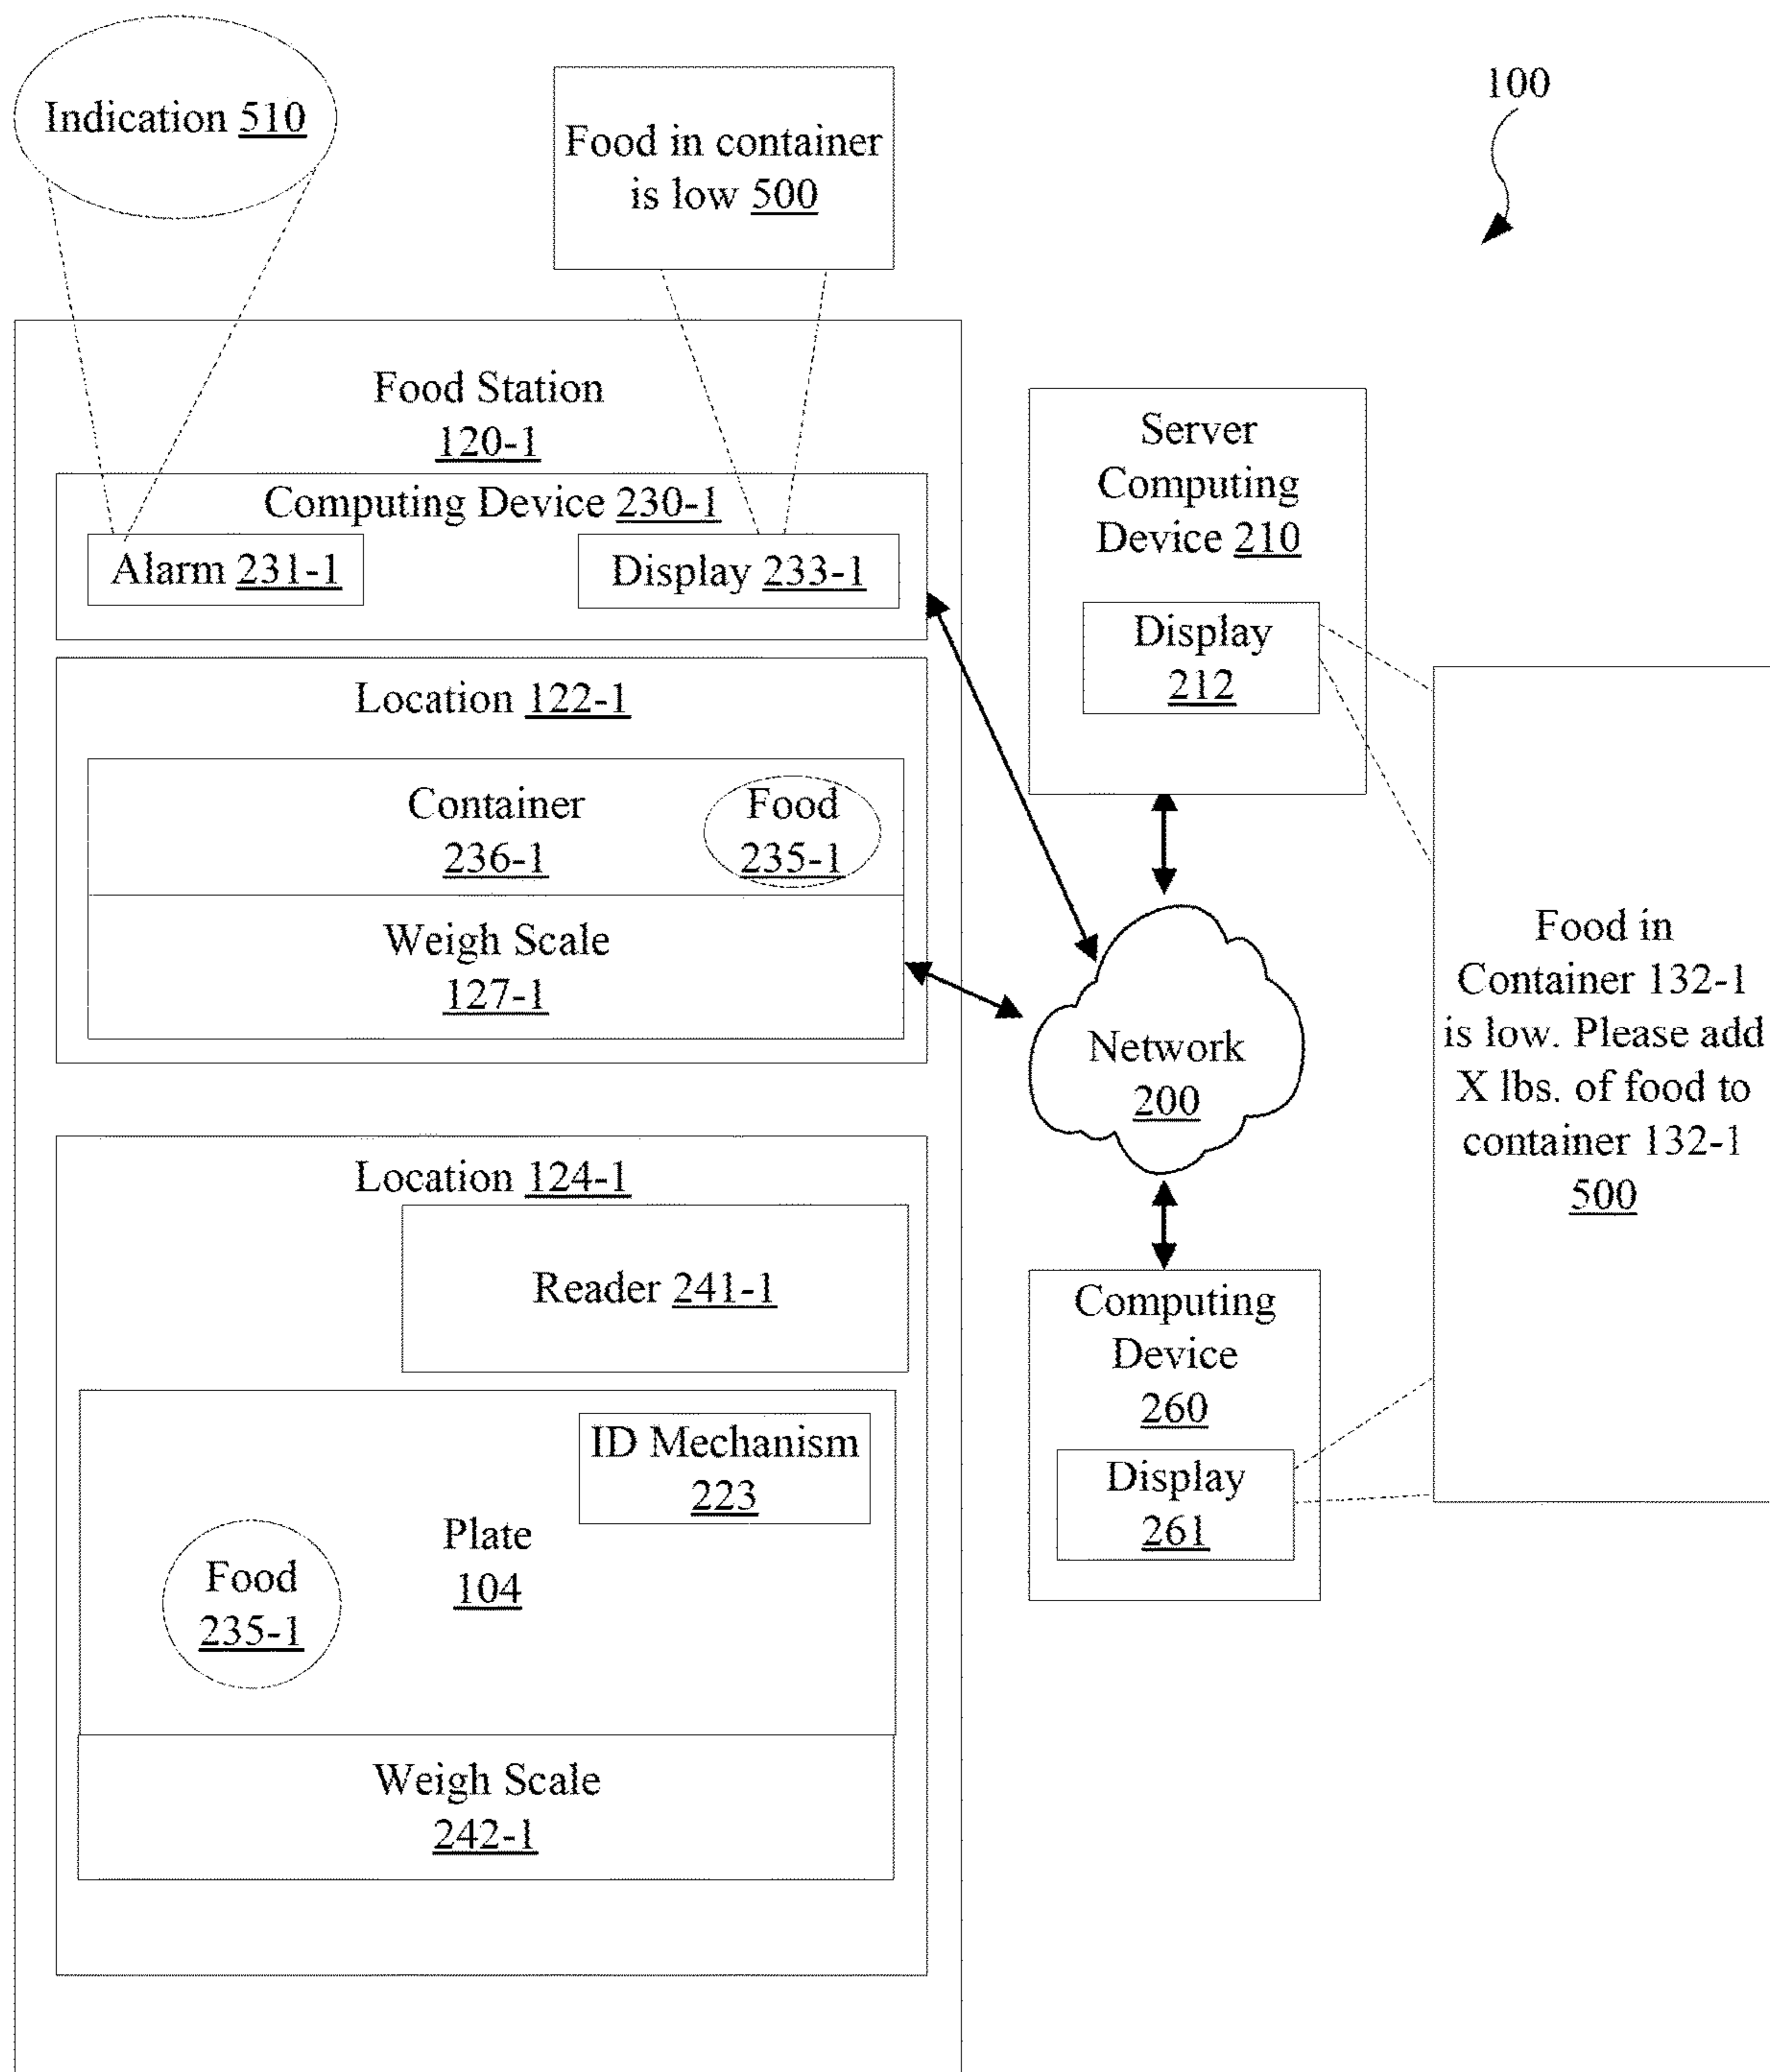 Indication 510
Food in container
is low 500
100
Food Station
120-1
Computing Device 230-1
Alarm 231-1
Display 233-1
Location 122-1
Container
236-1
Food
235-1
Weigh Scale
127-1
Location 124-1
Reader 241-1
ID Mechanism
223
Plate
104
Food
235-1
Weigh Scale
242-1
Server
Computing
Device 210
Display
212
Network
200
Computing
Device
260
Display
261
Food in
Container 132-1
is low. Please add
X lbs. of food to
container 132-1
500